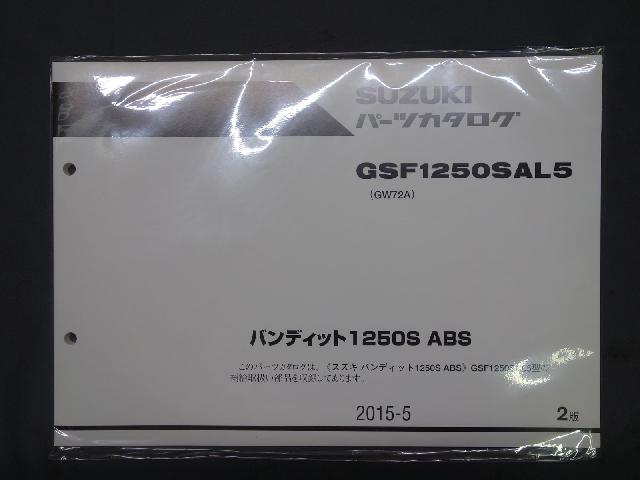 SUZUKI
パーツカタログ
GSF1250SAL5
(GW72A)
バンディット1250S ABS
このパーツカタログは、《スズキ バンディット1250S ABS》GSF1250SAL5型の
補給取扱い部品を収録してあります。
2015-5
2版